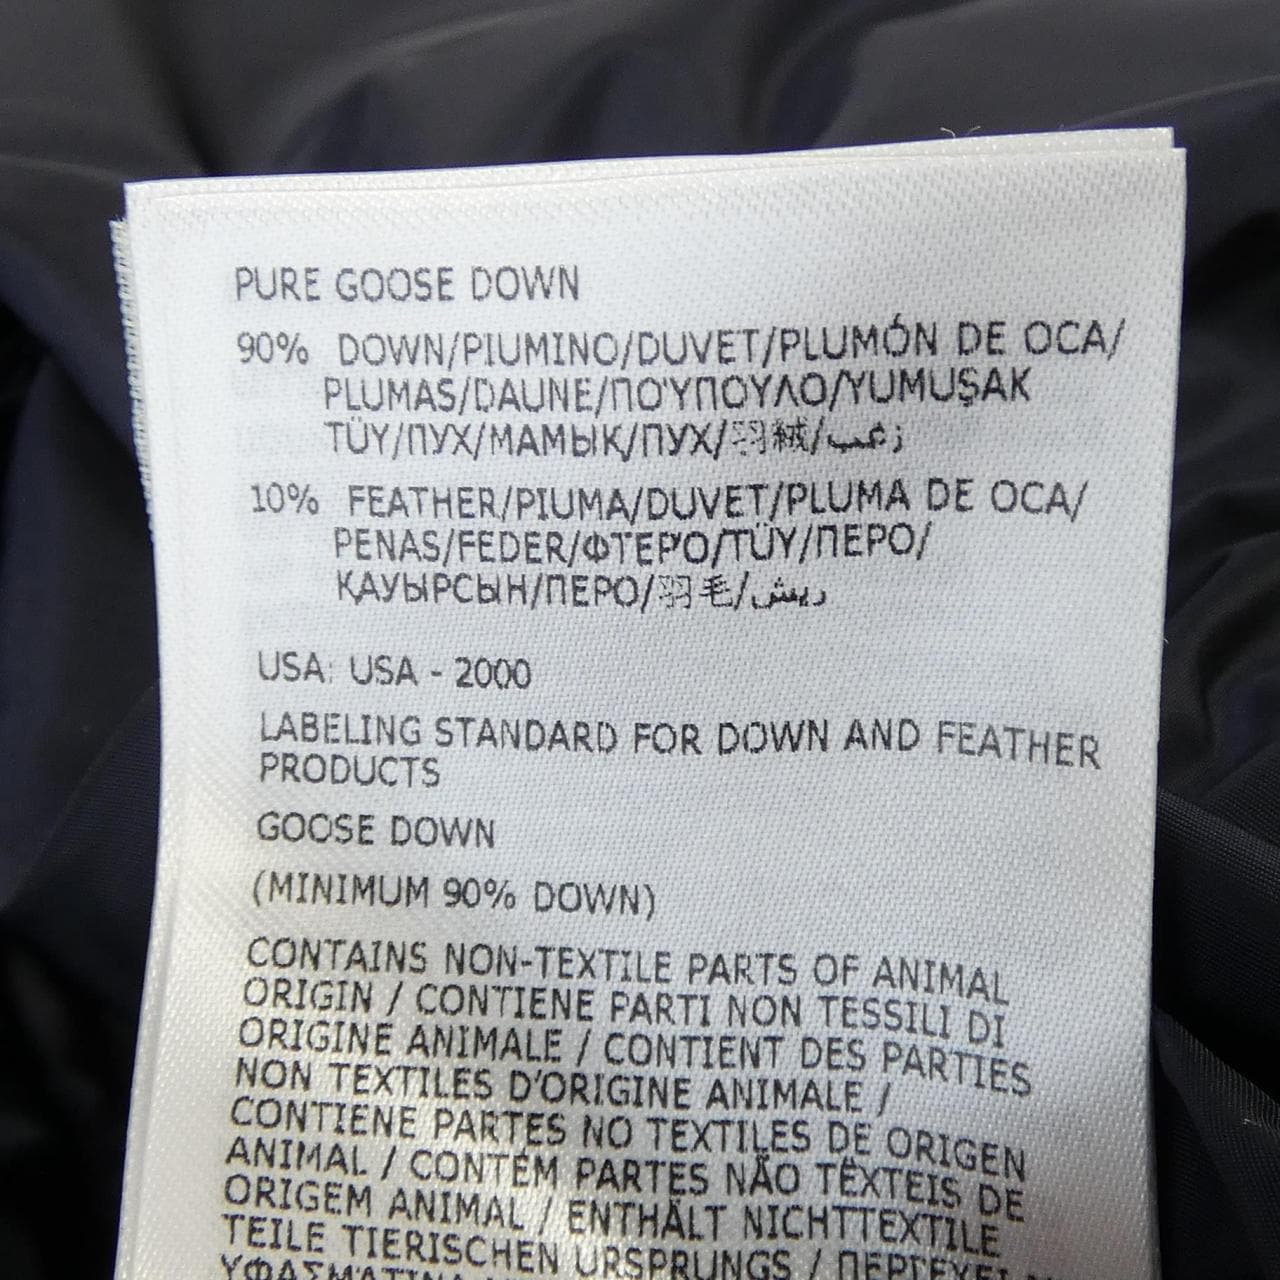 PURE GOOSE DOWN
90% DOWN/PIUMINO/DUVET/PLUMÓN DE OCA/
PLUMAS/DAUNE/ΠΟΎΠΟΥΛΟ/YUMUŞAK
TÜY/ПУХ/МАМЫҚ/ПУХ/羽絨/زغب
10% FEATHER/PIUMA/DUVET/PLUMA DE OCA/
PENAS/FEDER/ΦΤΕΡΌ/TÜY/ПЕРО/
ҚАУЫРСЫН/ПЕРО/羽毛/ريش
USA: USA - 2000
LABELING STANDARD FOR DOWN AND FEATHER
PRODUCTS
GOOSE DOWN
(MINIMUM 90% DOWN)
CONTAINS NON-TEXTILE PARTS OF ANIMAL
ORIGIN / CONTIENE PARTI NON TESSILI DI
ORIGINE ANIMALE / CONTIENT DES PARTIES
NON TEXTILES D'ORIGINE ANIMALE /
CONTIENE PARTES NO TEXTILES DE ORIGEN
ANIMAL / CONTÉM PARTES NÃO TÊXTEIS DE
ORIGEM ANIMAL / ENTHÄLT NICHTTEXTILE
TEILE TIERISCHEN URSPRUNGS / ΠΕΡΙΈΧΕΙ